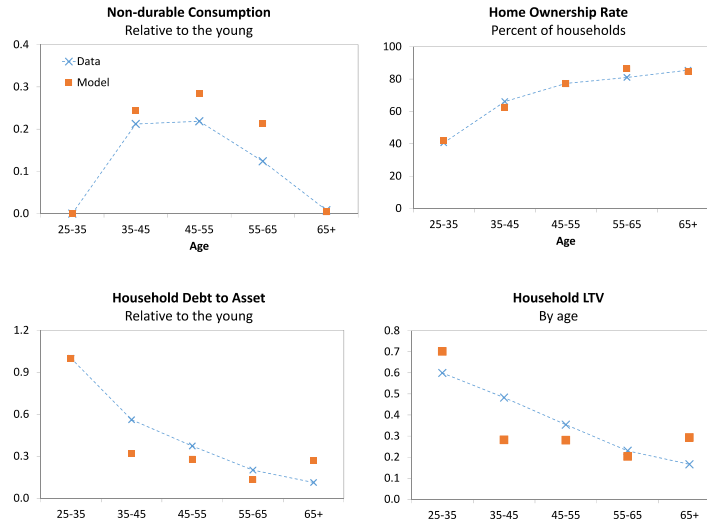 Non-durable Consumption
Relative to the young
0.4
0.3
0.2
0.1
0.0
Data
Model
25-35 35-45 45-55 55-65 65+
Age
Home Ownership Rate
Percent of households
100
80
60
40
20
0
25-35 35-45 45-55 55-65 65+
Age
Household Debt to Asset
Relative to the young
1.2
0.9
0.6
0.3
0.0
25-35 35-45 45-55 55-65 65+
Household LTV
By age
0.8
0.7
0.6
0.5
0.4
0.3
0.2
0.1
0.0
25-35 35-45 45-55 55-65 65+